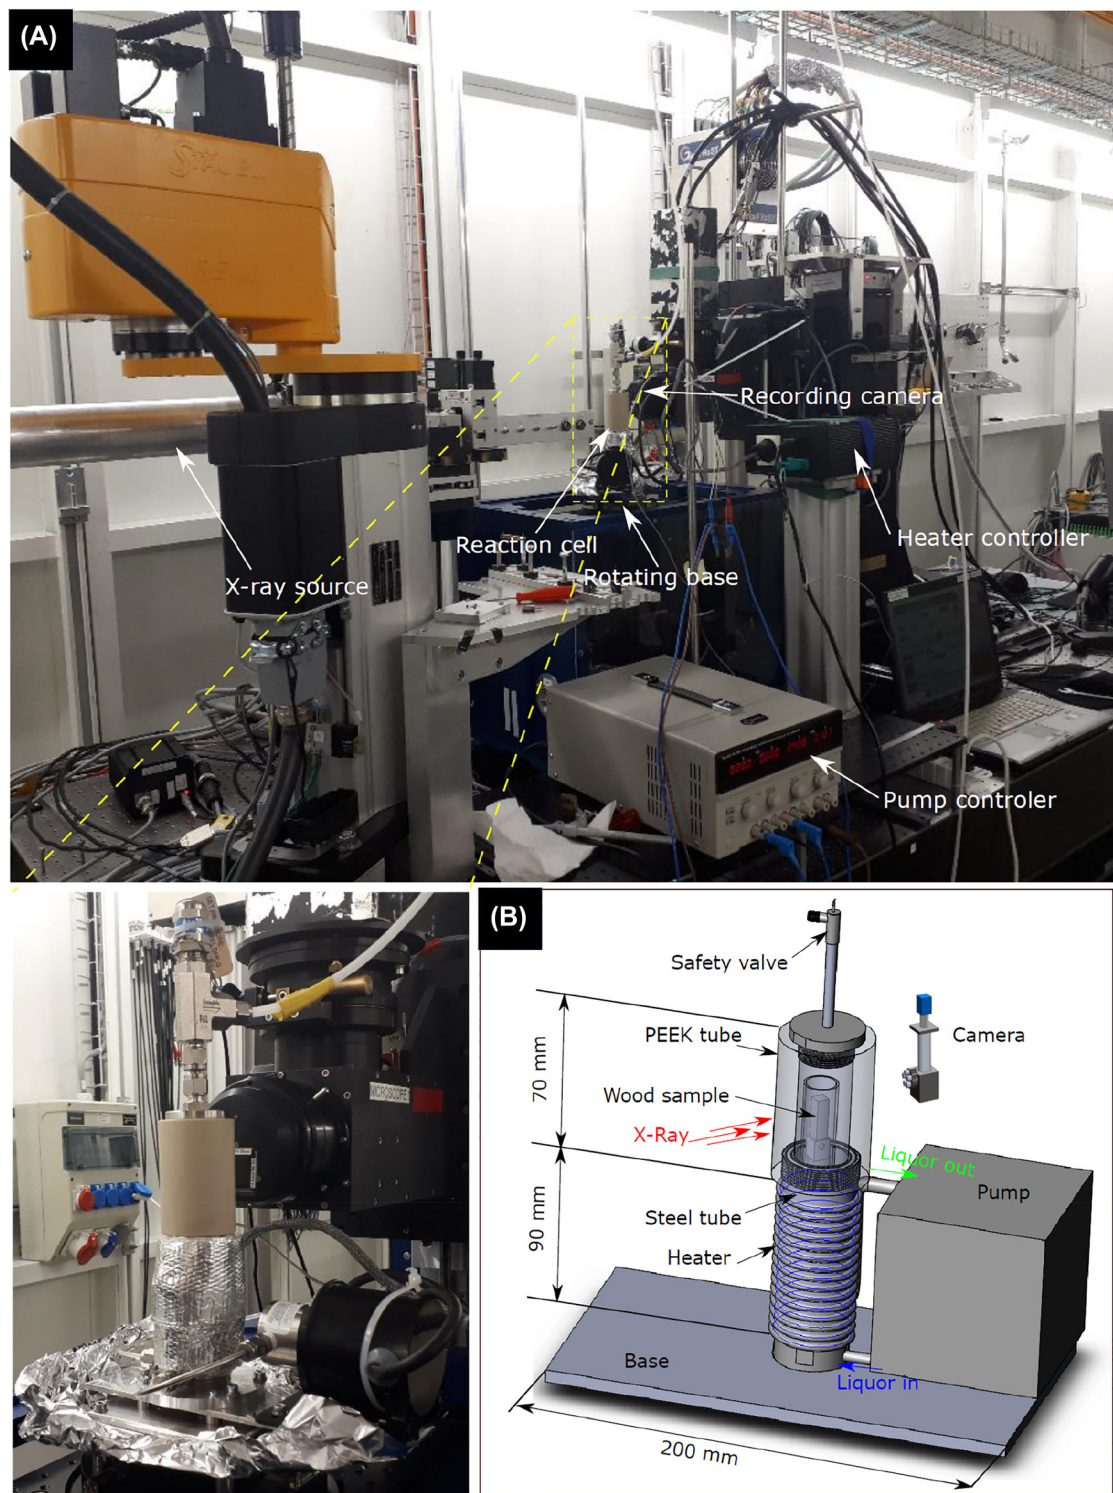 (A)
STÄUBLI
Recording camera
Heater controller
Reaction cell
Rotating base
X-ray source
Pump controler
MICROSCOPE
(B)
Safety valve
70 mm
PEEK tube
Camera
Wood sample
X-Ray
Liquor out
Pump
90 mm
Steel tube
Heater
Base
Liquor in
200 mm